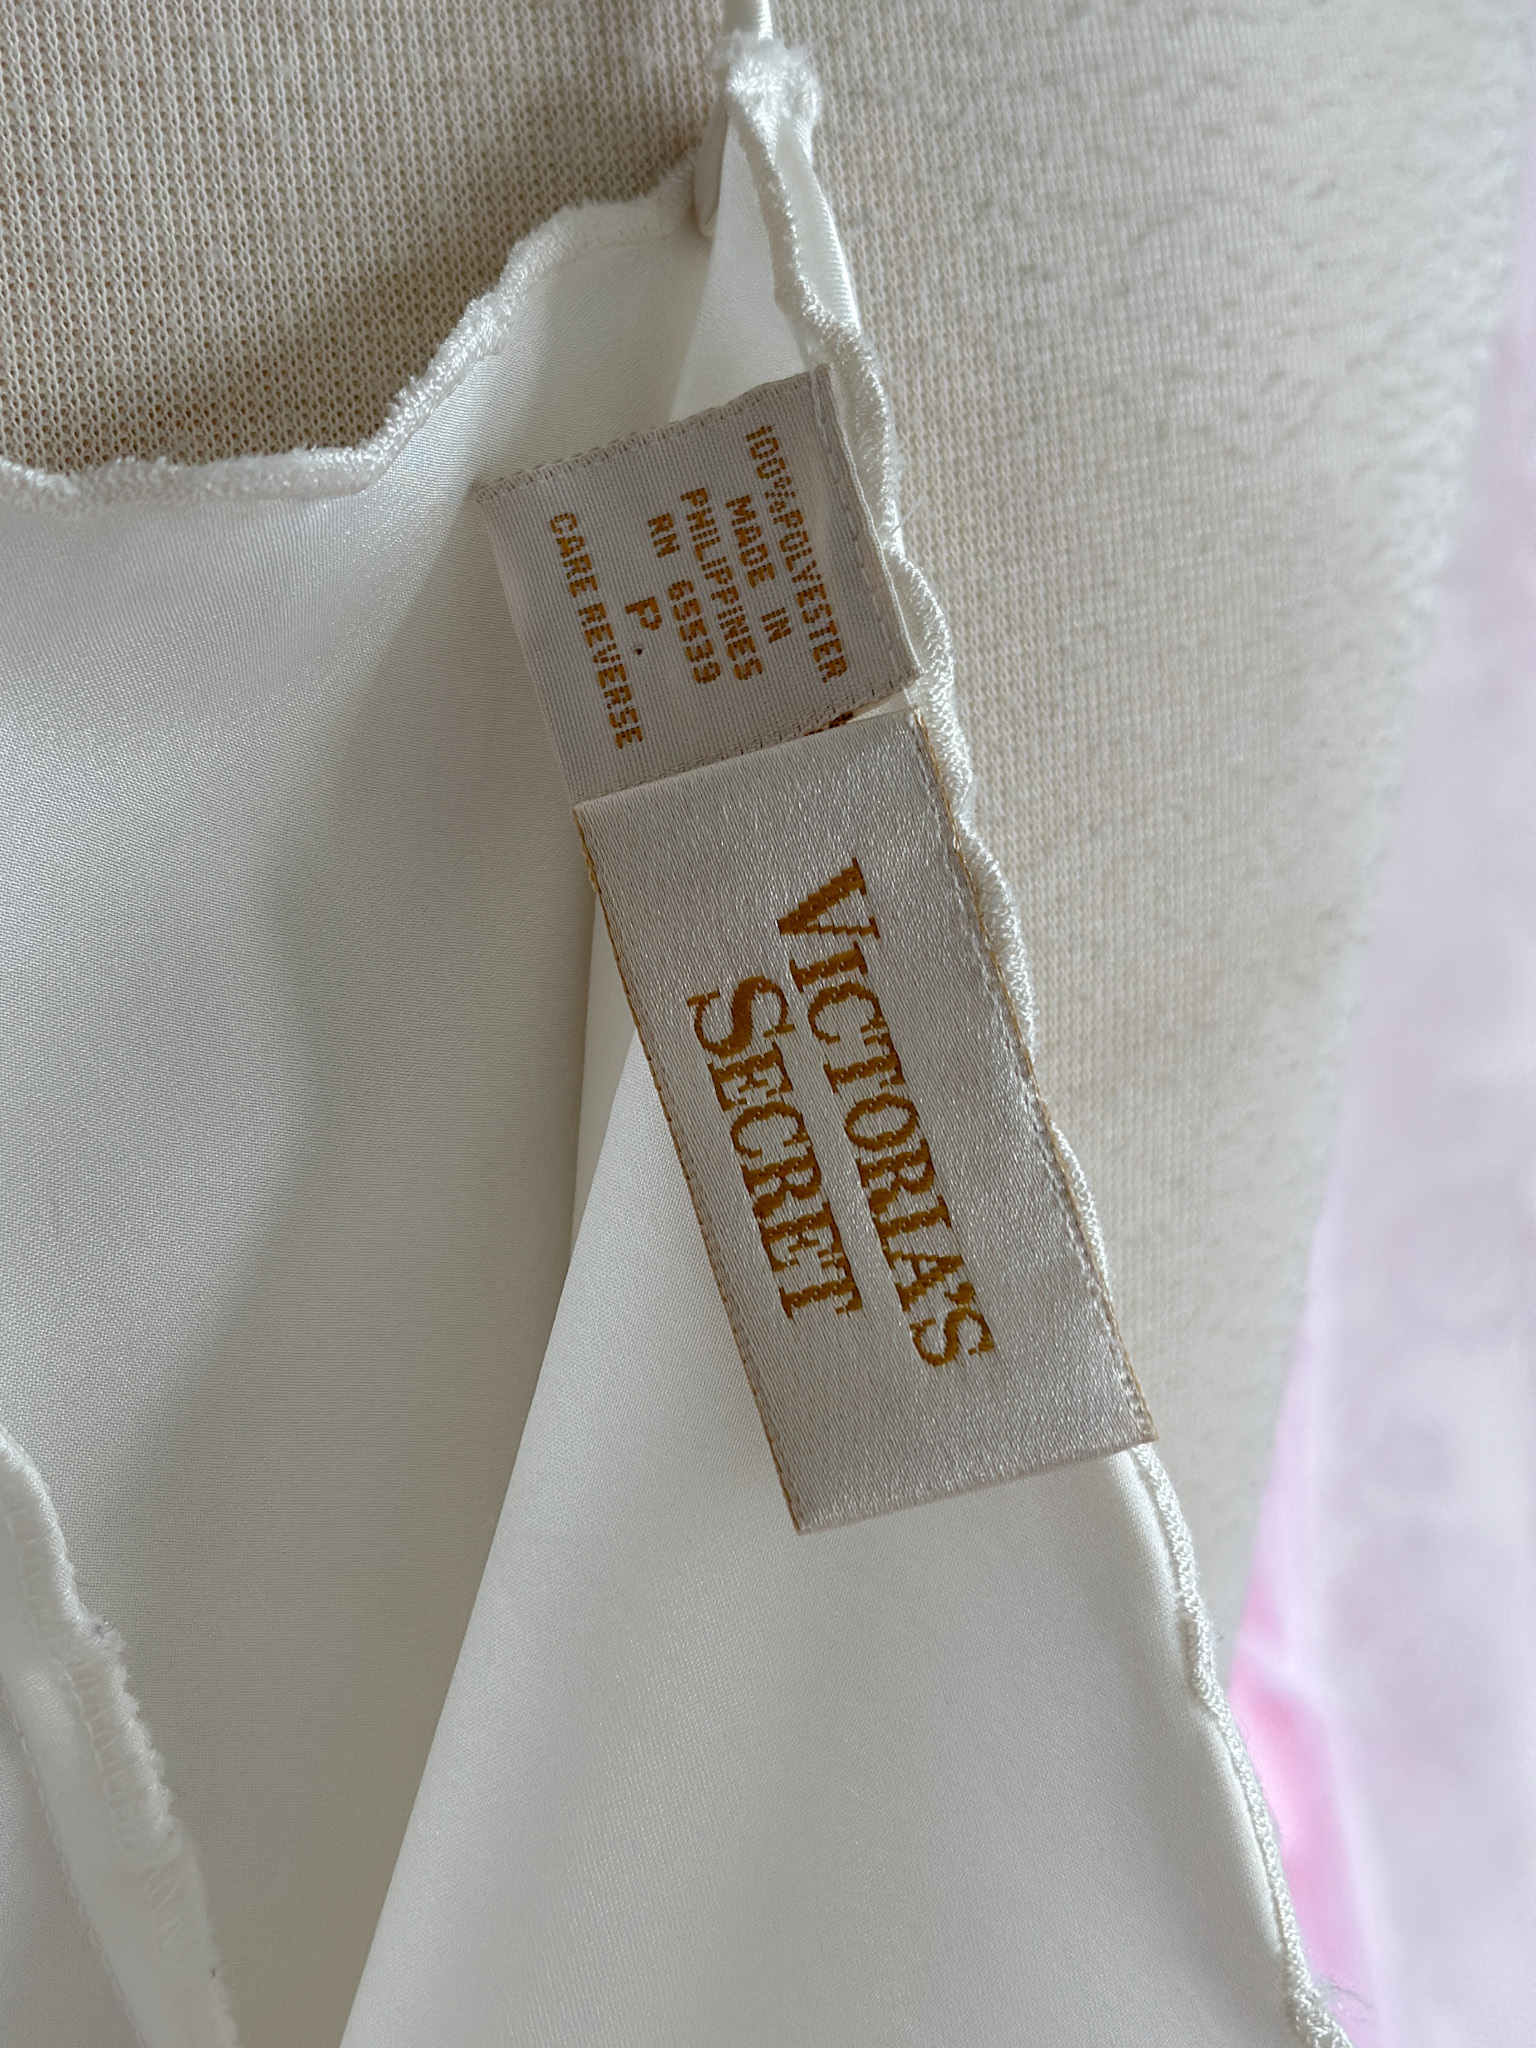 100% POLYESTER
MADE IN
PHILIPPINES
RN 65539
P
CARE REVERSE
VICTORIA'S
SECRET